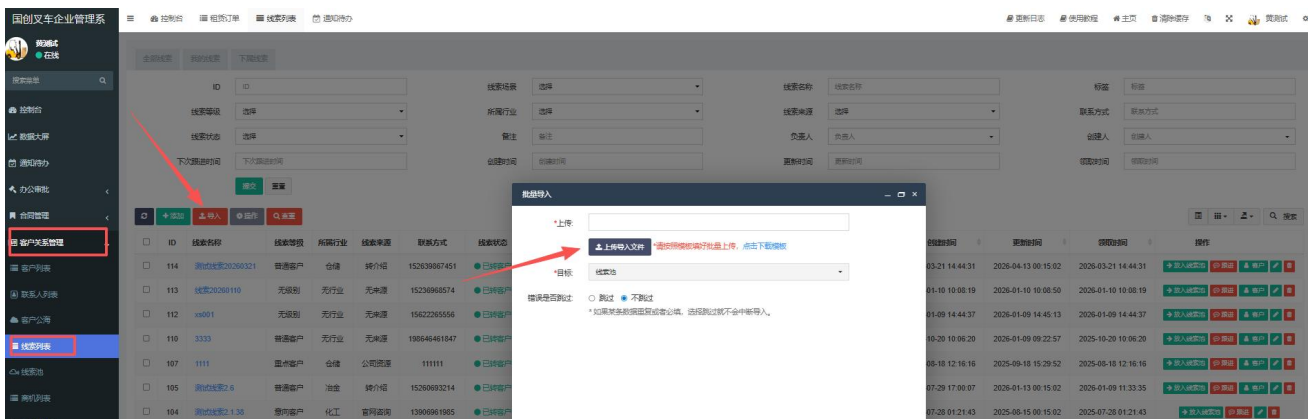 国创叉车企业管理系
控制台
租赁订单
线索列表
通知待办
更新日志
使用教程
主页
清除缓存
黄测试
黄测试
在线
搜索菜单
控制台
数据大屏
通知待办
办公审批
合同管理
客户关系管理
客户列表
联系人列表
客户公海
线索列表
线索池
商机列表
全部线索 我的线索 下属线索
ID ID 线索场景 选择 线索名称 线索名称 标签 标签
线索等级 选择 所属行业 选择 线索来源 选择 联系方式 联系方式
线索状态 选择 备注 备注 负责人 负责人 创建人 创建人
下次跟进时间 下次跟进时间 创建时间 创建时间 更新时间 更新时间 领取时间 领取时间
提交 重置
添加 导入 操作 搜索
批量导入
*上传:
上传导入文件 *请按照模板填好批量上传，点击下载模板
*目标: 线索池
错误是否跳过: 跳过 不跳过
*如果某条数据重复或者必填，选择跳过就不会中断导入。
ID 线索名称 线索等级 所属行业 线索来源 联系方式 线索状态 创建时间 更新时间 领取时间 操作
114 测试线索20260321 普通客户 仓储 转介绍 152639867451 已转客户 03-21 14:44:31 2026-04-13 00:15:02 2026-03-21 14:44:31 放入线索池 跟进 客户
113 线索20260110 无级别 无行业 无来源 15236968574 已转客户 01-10 10:08:19 2026-01-10 10:08:50 2026-01-10 10:08:19 放入线索池 跟进 客户
112 cs001 无级别 无行业 无来源 15622265556 已转客户 01-09 14:44:37 2026-01-09 14:45:13 2026-01-09 14:44:37 放入线索池 跟进 客户
110 3333 普通客户 无行业 无来源 198646461847 已转客户 10-20 10:06:20 2026-01-09 09:22:57 2025-10-20 10:06:20 放入线索池 跟进 客户
107 1111 重点客户 仓储 公司资源 111111 已转客户 08-18 12:16:16 2025-09-18 15:29:52 2025-08-18 12:16:16 放入线索池 跟进 客户
105 测试线索2.6 普通客户 冶金 转介绍 15260693214 已转客户 07-29 17:00:07 2026-01-13 00:15:02 2026-01-09 11:33:35 放入线索池 跟进 客户
104 测试线索2.1.38 意向客户 化工 官网咨询 13906961985 已转客户 07-28 01:21:43 2025-08-15 00:15:02 2025-07-28 01:21:43 放入线索池 跟进
搜索